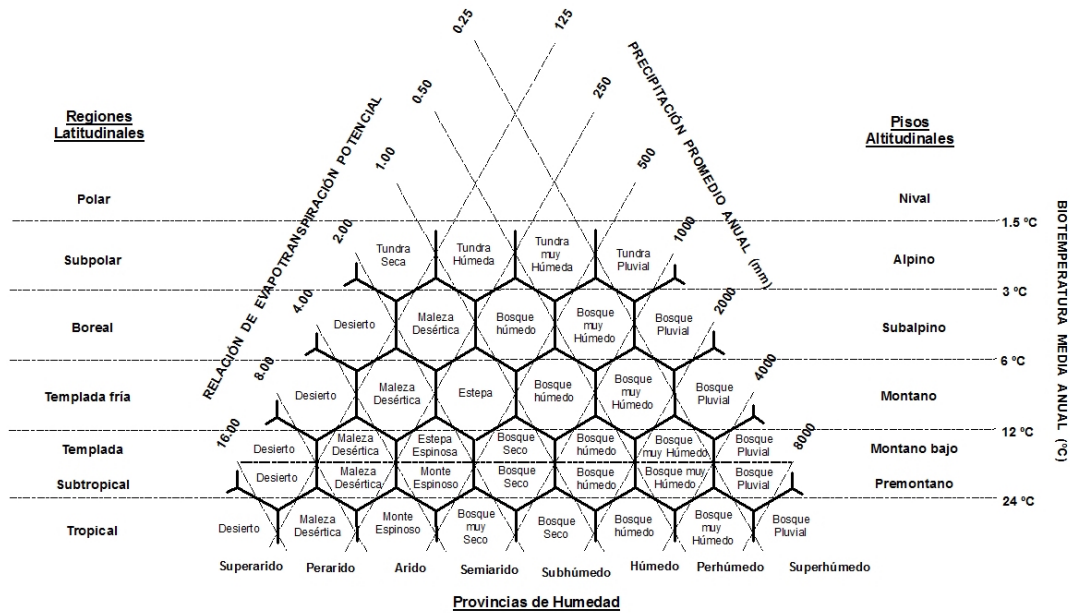 0.25
125
RELACIÓN DE EVAPOTRANSPIRACIÓN POTENCIAL
PRECIPITACIÓN PROMEDIO ANUAL (mm)
0.50
250
Regiones
Latitudinales
Pisos
Altitudinales
1.00
500
Polar
Nival
BIOTEMPERATURA MEDIA ANUAL (ºC)
1.5 ºC
2.00
1000
Subpolar
Tundra
Seca
Tundra
Húmeda
Tundra
muy
Húmeda
Tundra
Pluvial
Alpino
3 ºC
4.00
2000
Boreal
Desierto
Maleza
Desértica
Bosque
húmedo
Bosque
muy
Húmedo
Bosque
Pluvial
Subalpino
6 ºC
8.00
4000
Templada fría
Desierto
Maleza
Desértica
Estepa
Bosque
húmedo
Bosque
muy
Húmedo
Bosque
Pluvial
Montano
12 ºC
16.00
8000
Templada
Desierto
Maleza
Desértica
Estepa
Espinosa
Bosque
Seco
Bosque
húmedo
Bosque
muy Húmedo
Bosque
Pluvial
Montano bajo
Subtropical
Desierto
Maleza
Desértica
Monte
Espinoso
Bosque
Seco
Bosque
húmedo
Bosque muy
Húmedo
Bosque
Pluvial
Premontano
24 ºC
Tropical
Desierto
Maleza
Desértica
Monte
Espinoso
Bosque
muy
Seco
Bosque
Seco
Bosque
húmedo
Bosque
muy
Húmedo
Bosque
Pluvial
Superarido
Perarido
Arido
Semiarido
Subhúmedo
Húmedo
Perhúmedo
Superhúmedo
Provincias de Humedad